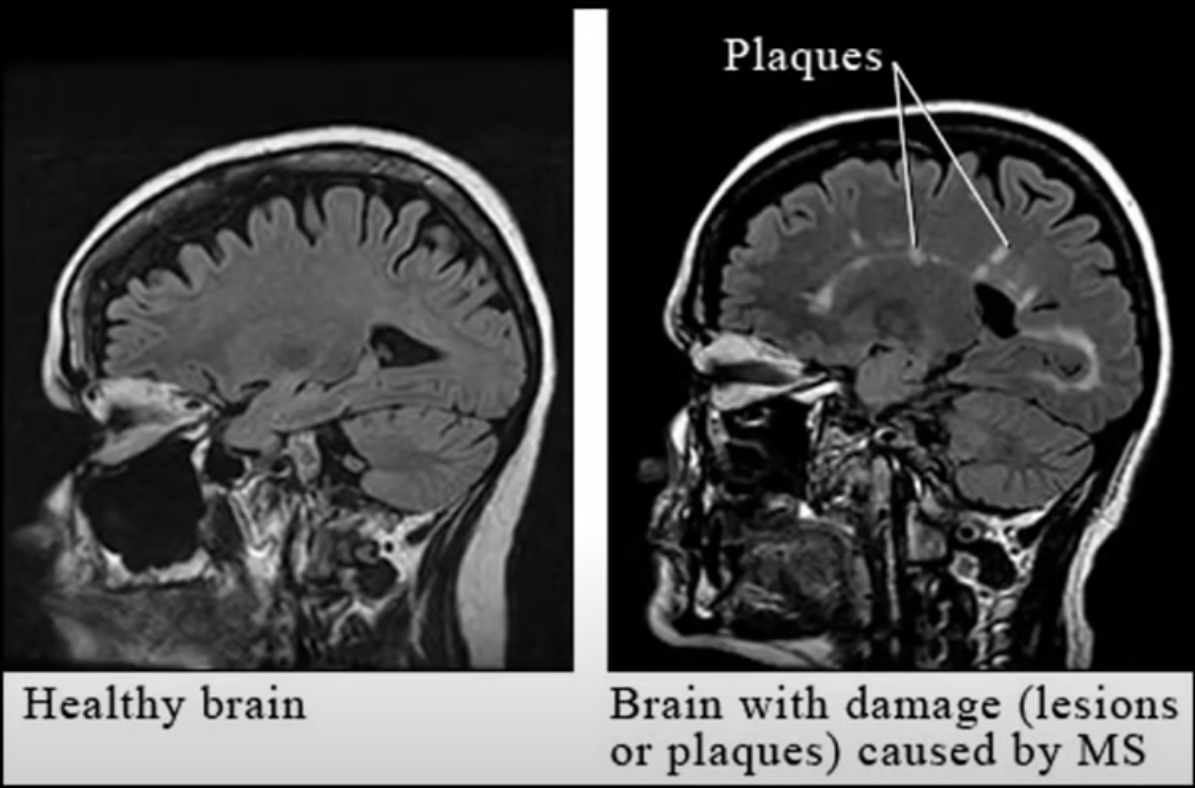 Plaques
Healthy brain
Brain with damage (lesions
or plaques) caused by MS